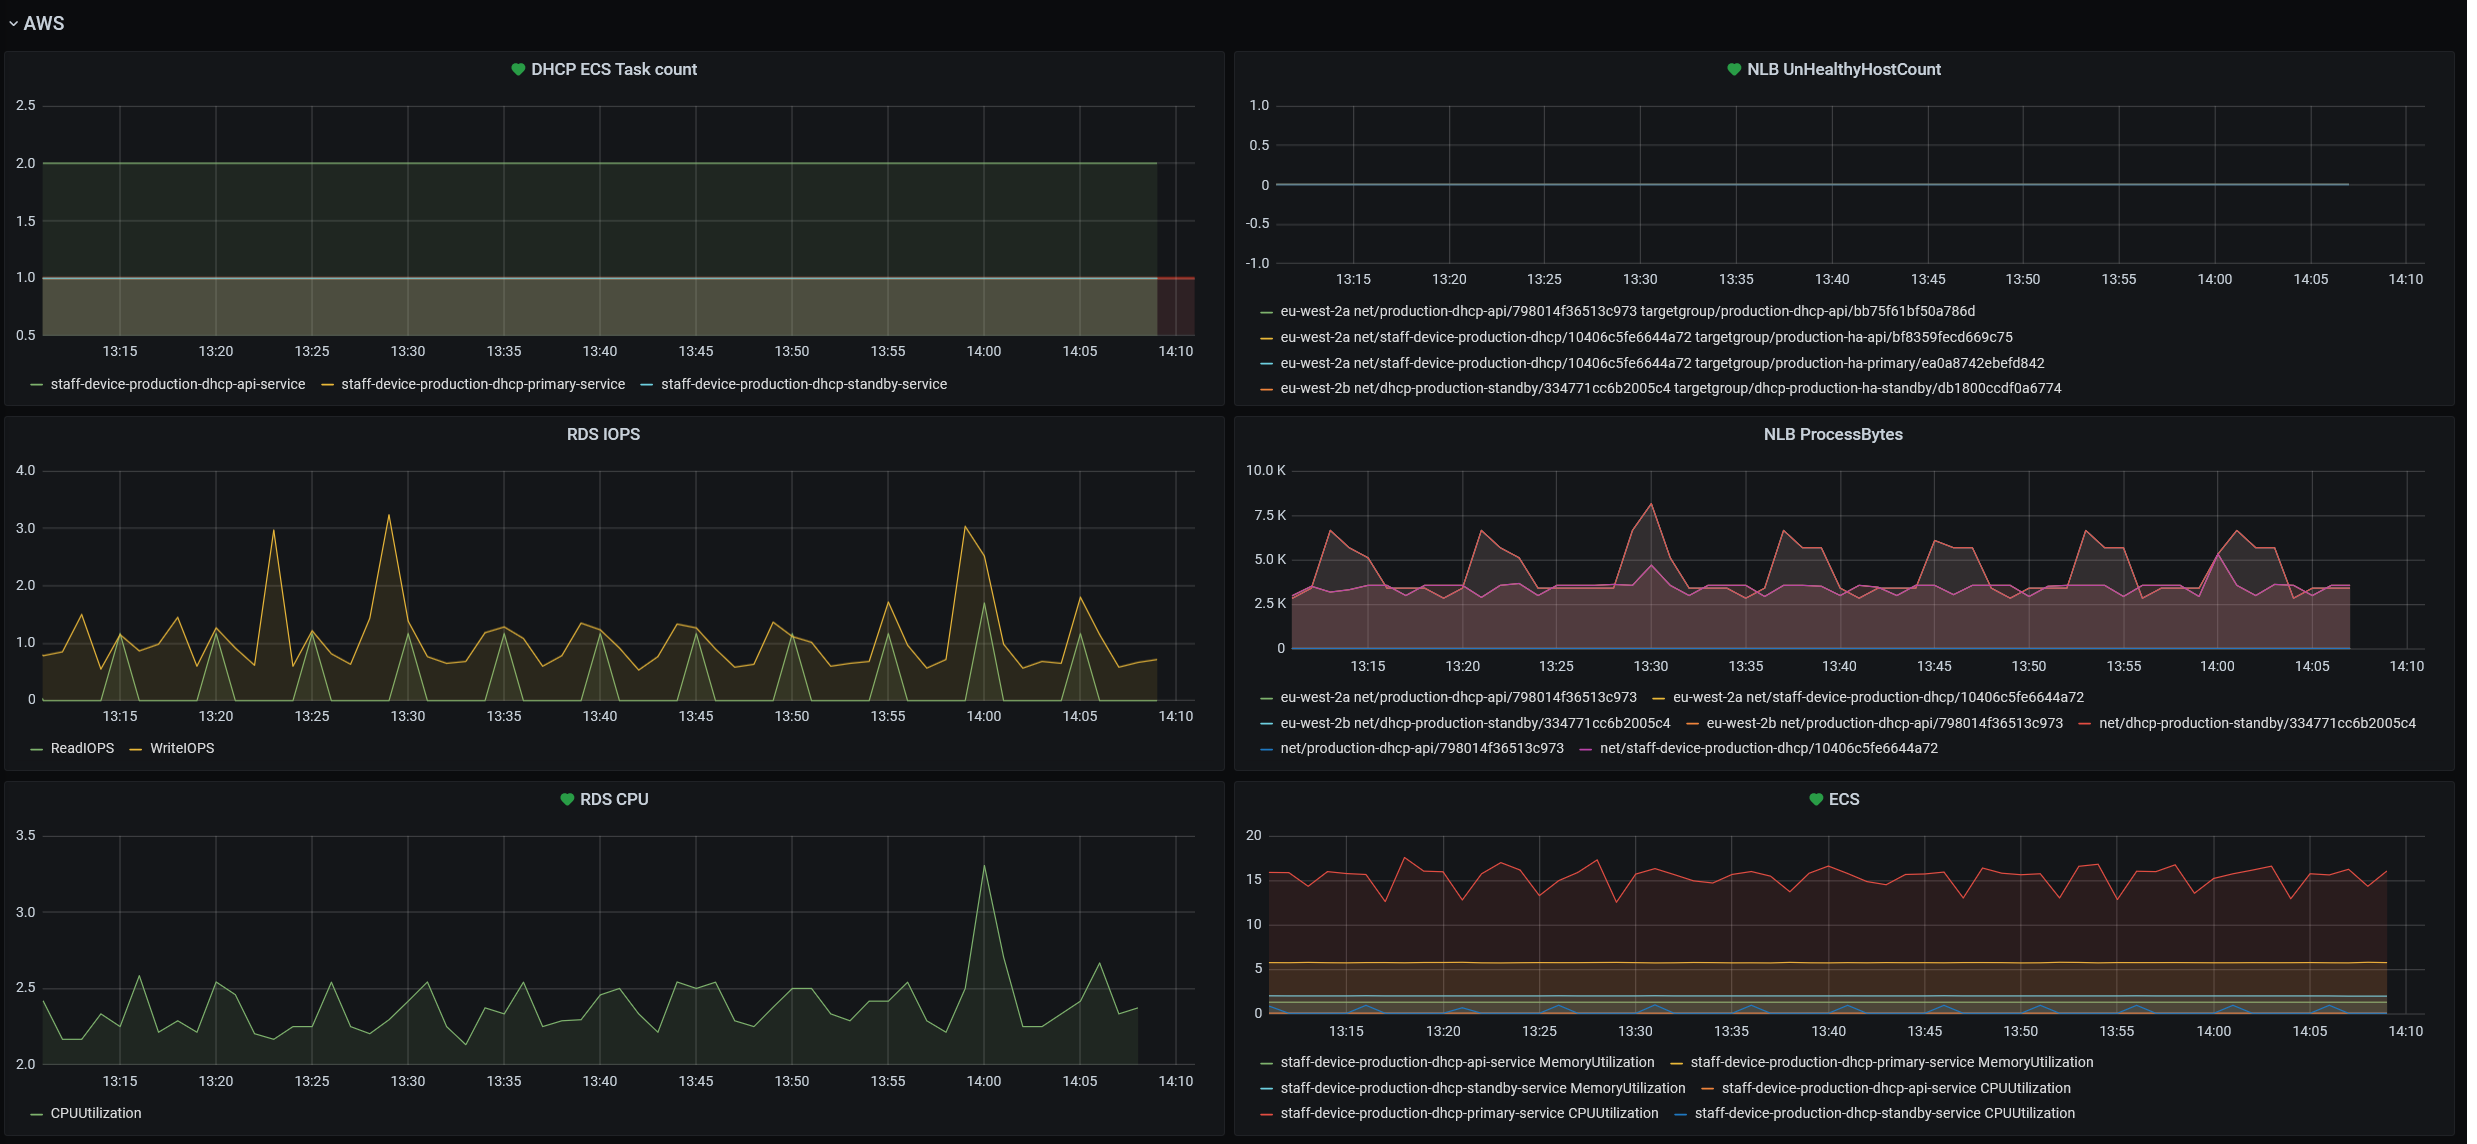 AWS
DHCP ECS Task count
2.5
2.0
1.5
1.0
0.5
13:15 13:20 13:25 13:30 13:35 13:40 13:45 13:50 13:55 14:00 14:05 14:10
staff-device-production-dhcp-api-service staff-device-production-dhcp-primary-service staff-device-production-dhcp-standby-service
NLB UnHealthyHostCount
1.0
0.5
0
-0.5
-1.0
13:15 13:20 13:25 13:30 13:35 13:40 13:45 13:50 13:55 14:00 14:05 14:10
eu-west-2a net/production-dhcp-api/798014f36513c973 targetgroup/production-dhcp-api/bb75f61bf50a786d
eu-west-2a net/staff-device-production-dhcp/10406c5fe6644a72 targetgroup/production-ha-api/bf8359fecd669c75
eu-west-2a net/staff-device-production-dhcp/10406c5fe6644a72 targetgroup/production-ha-primary/ea0a8742ebefd842
eu-west-2b net/dhcp-production-standby/334771cc6b2005c4 targetgroup/dhcp-production-ha-standby/db1800ccdf0a6774
RDS IOPS
4.0
3.0
2.0
1.0
0
13:15 13:20 13:25 13:30 13:35 13:40 13:45 13:50 13:55 14:00 14:05 14:10
ReadIOPS WriteIOPS
NLB ProcessBytes
10.0 K
7.5 K
5.0 K
2.5 K
0
13:15 13:20 13:25 13:30 13:35 13:40 13:45 13:50 13:55 14:00 14:05 14:10
eu-west-2a net/production-dhcp-api/798014f36513c973 eu-west-2a net/staff-device-production-dhcp/10406c5fe6644a72
eu-west-2b net/dhcp-production-standby/334771cc6b2005c4 eu-west-2b net/production-dhcp-api/798014f36513c973 net/dhcp-production-standby/334771cc6b2005c4
net/production-dhcp-api/798014f36513c973 net/staff-device-production-dhcp/10406c5fe6644a72
RDS CPU
3.5
3.0
2.5
2.0
13:15 13:20 13:25 13:30 13:35 13:40 13:45 13:50 13:55 14:00 14:05 14:10
CPUUtilization
ECS
20
15
10
5
0
13:15 13:20 13:25 13:30 13:35 13:40 13:45 13:50 13:55 14:00 14:05 14:10
staff-device-production-dhcp-api-service MemoryUtilization staff-device-production-dhcp-primary-service MemoryUtilization
staff-device-production-dhcp-standby-service MemoryUtilization staff-device-production-dhcp-api-service CPUUtilization
staff-device-production-dhcp-primary-service CPUUtilization staff-device-production-dhcp-standby-service CPUUtilization